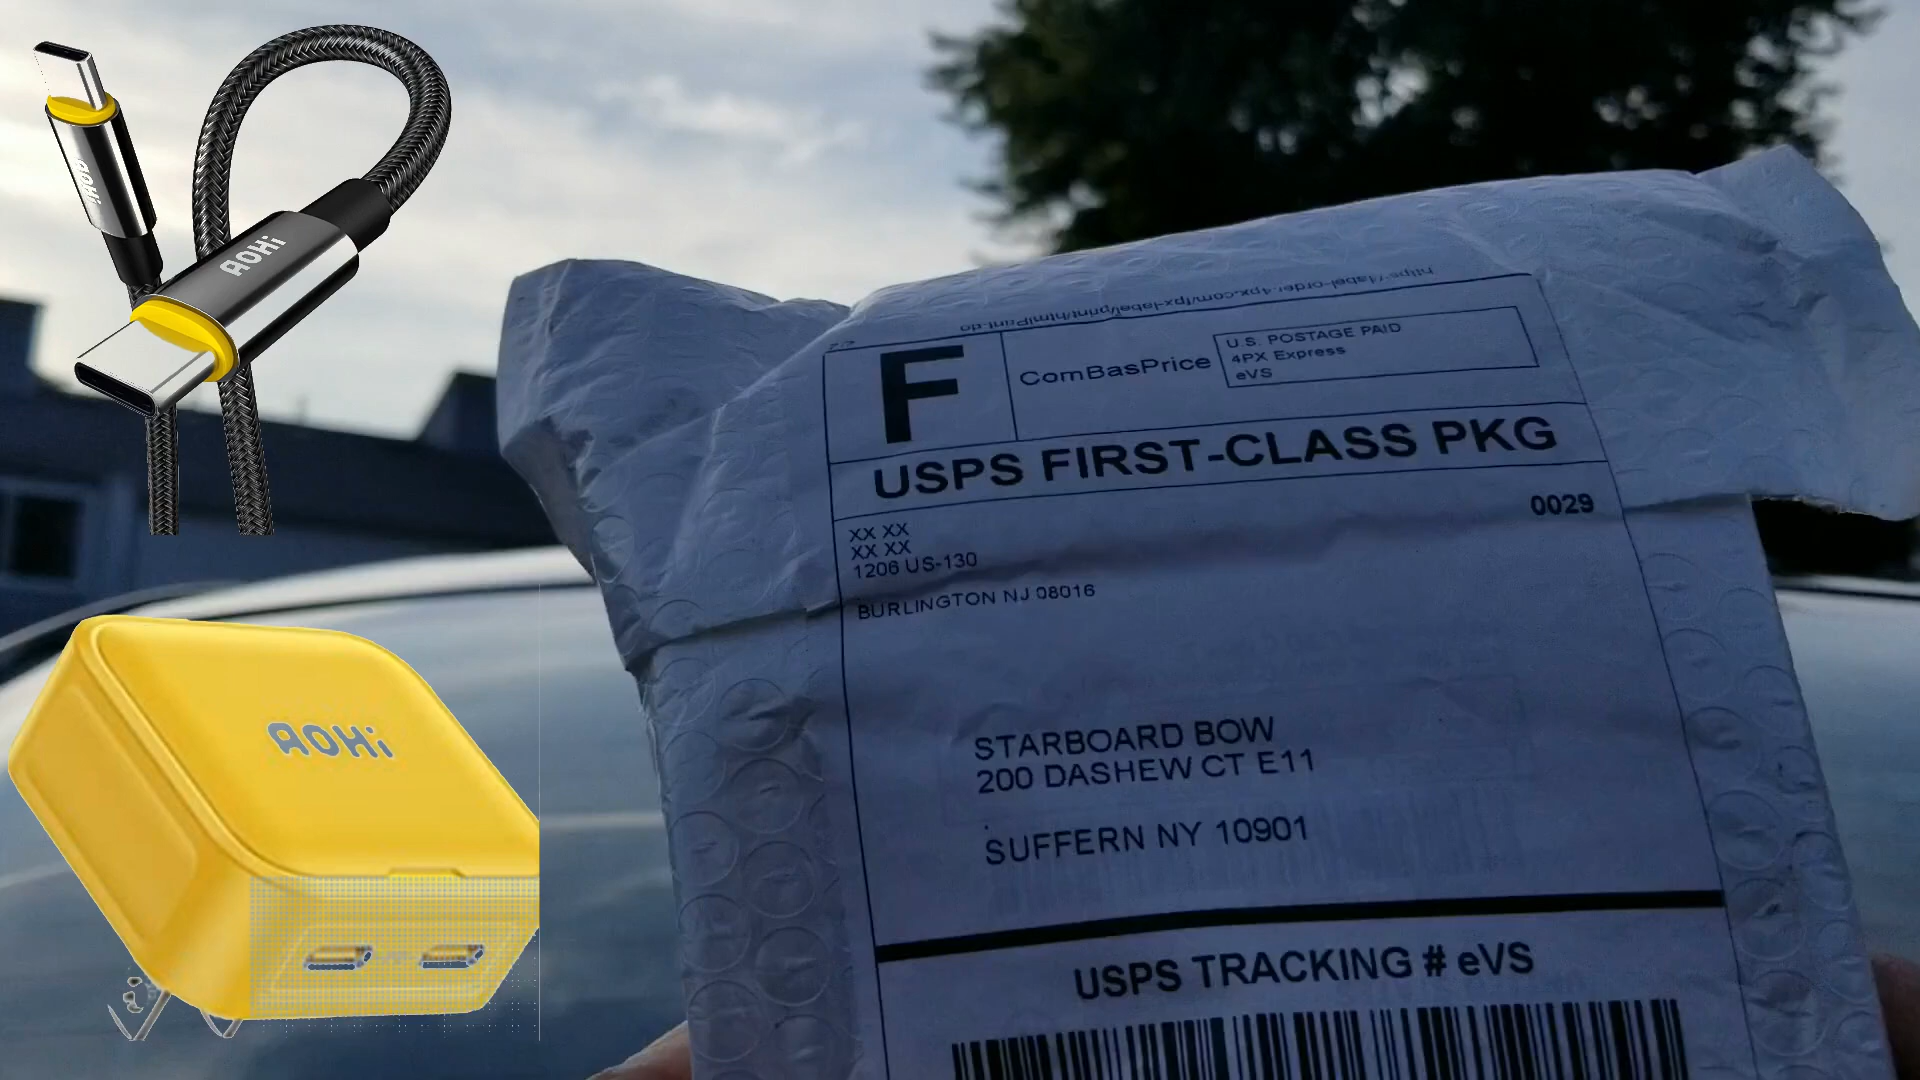 AOHi
AOHi
AOHi
https://label-order.4px.com/fpx-label/print/htmlPrint.do
F
ComBasPrice
U.S. POSTAGE PAID
4PX Express
eVS
USPS FIRST-CLASS PKG
0029
XX XX
XX XX
1206 US-130
BURLINGTON NJ 08016
STARBOARD BOW
200 DASHEW CT E11
SUFFERN NY 10901
USPS TRACKING # eVS